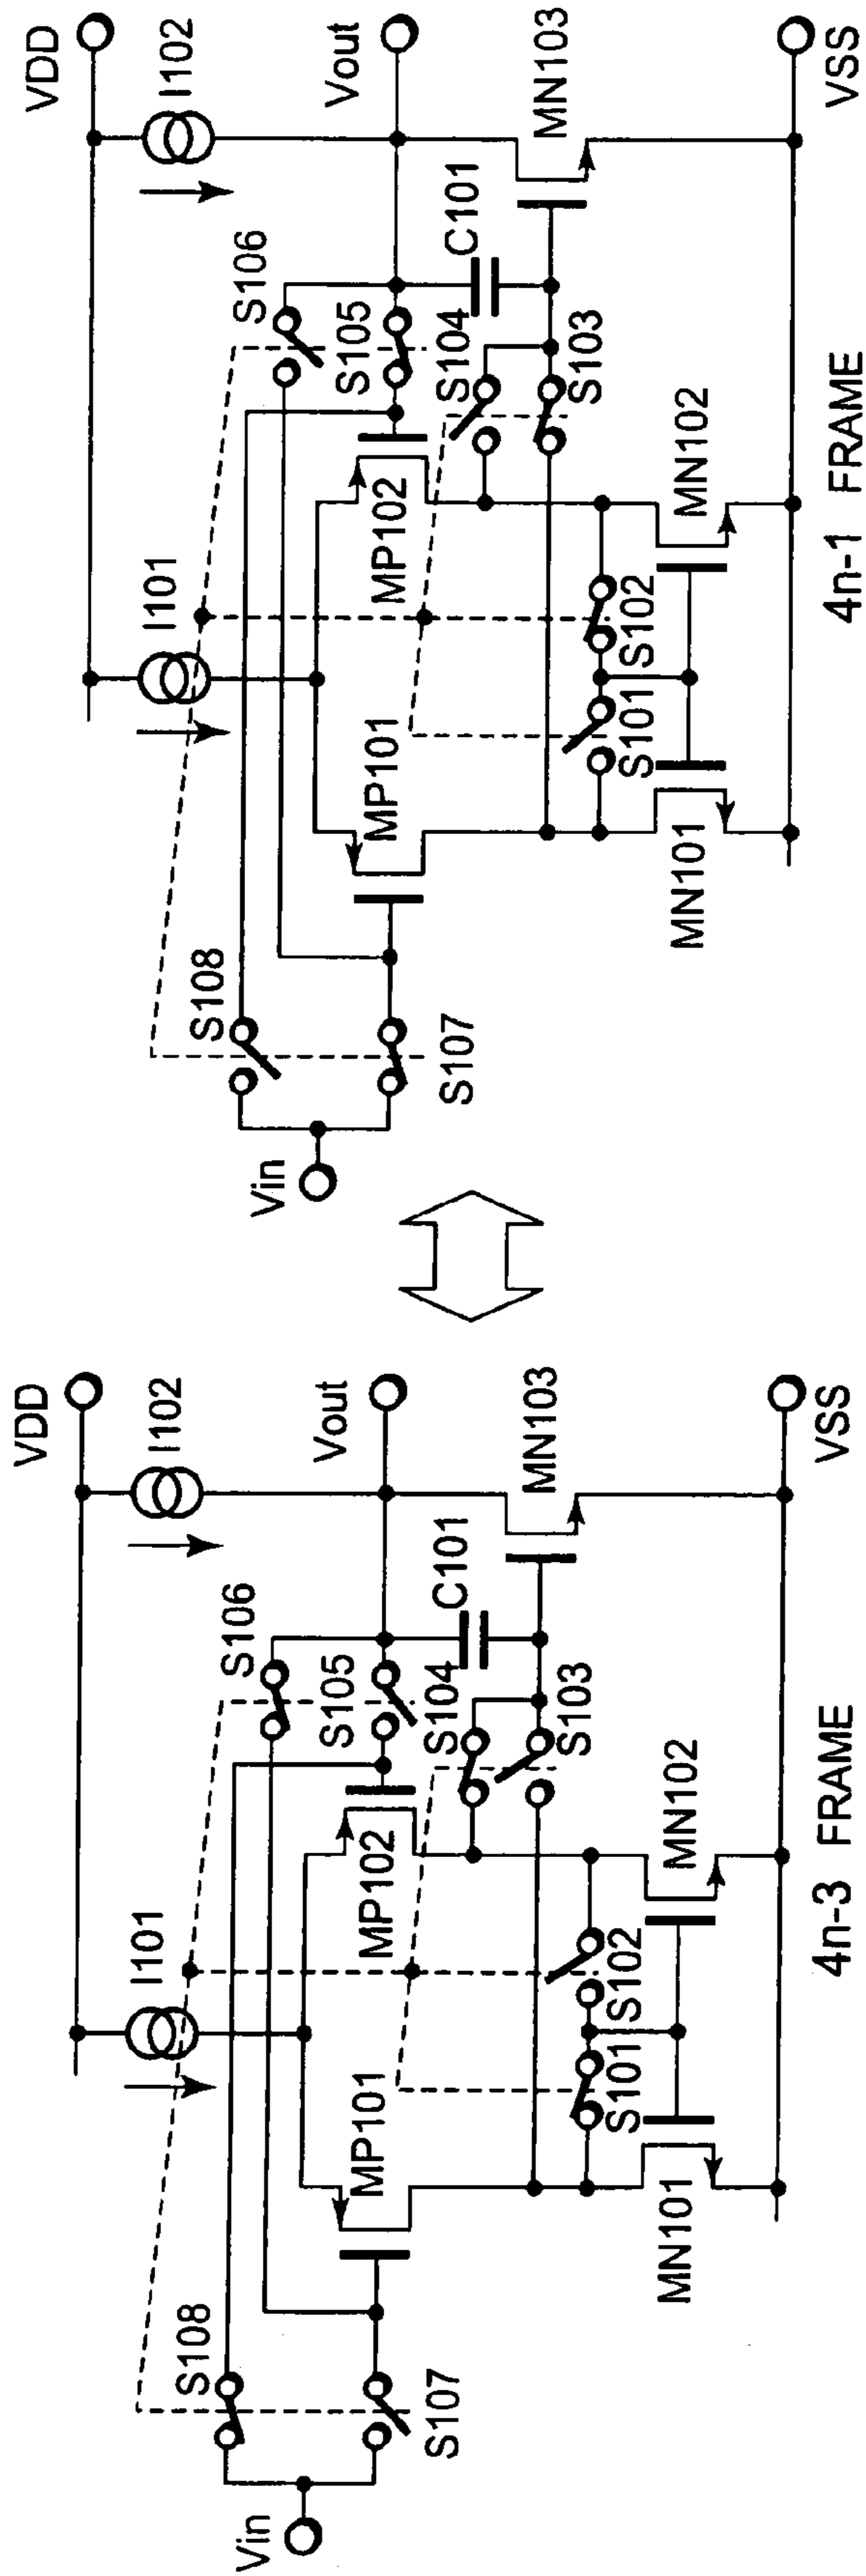 VDD
I102
Vout
S106
I101
C101
S105
S104
MN103
S108
MP101
MP102
S103
Vin
S107
S101
S102
MN101
MN102
VSS
4n-3 FRAME
VDD
I102
Vout
S106
I101
C101
S105
S104
MN103
S108
MP101
MP102
S103
Vin
S107
S101
S102
MN101
MN102
VSS
4n-1 FRAME